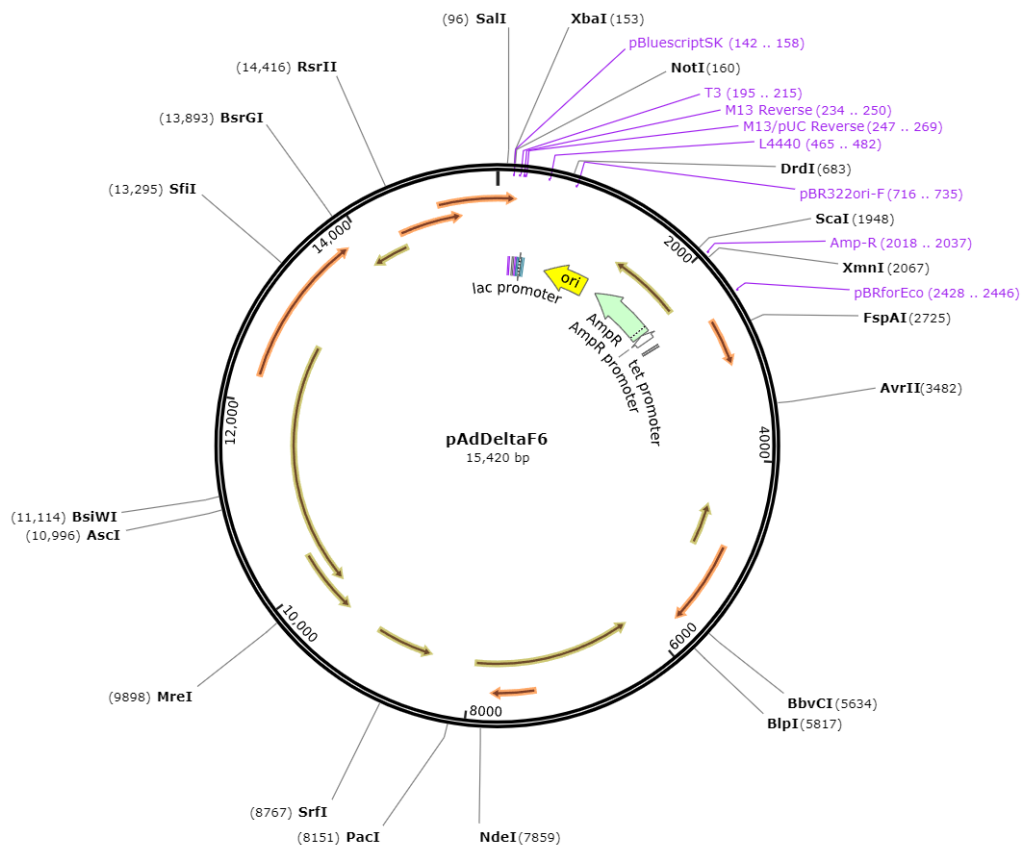 (96) SalI
XbaI (153)
pBluescriptSK (142 .. 158)
NotI (160)
T3 (195 .. 215)
M13 Reverse (234 .. 250)
M13/pUC Reverse (247 .. 269)
L4440 (465 .. 482)
DrdI (683)
pBR322ori-F (716 .. 735)
ScaI (1948)
Amp-R (2018 .. 2037)
XmnI (2067)
pBRforEco (2428 .. 2446)
FspAI (2725)
AvrII (3482)
BbvCI (5634)
BlpI (5817)
NdeI (7859)
(8151) PacI
(8767) SrfI
(9898) MreI
(10,996) AscI
(11,114) BsiWI
(13,295) SfiI
(13,893) BsrGI
(14,416) RsrII
2000
4000
6000
8000
10,000
12,000
14,000
lac promoter
ori
AmpR
AmpR promoter
tet promoter
pAdDeltaF6
15,420 bp